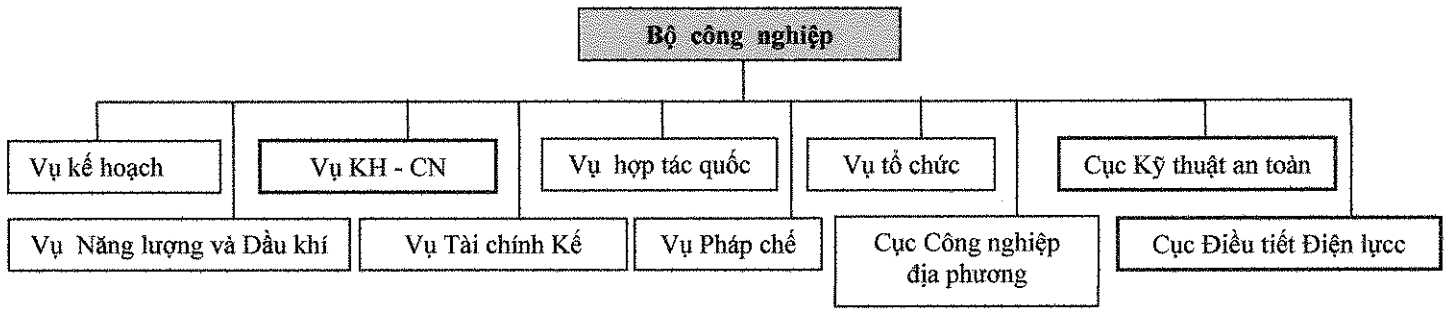 Bộ công nghiệp
Vụ kế hoạch
Vụ KH - CN
Vụ hợp tác quốc
Vụ tổ chức
Cục Kỹ thuật an toàn
Vụ Năng lượng và Dầu khí
Vụ Tài chính Kế
Vụ Pháp chế
Cục Công nghiệp
địa phương
Cục Điều tiết Điện lựcc